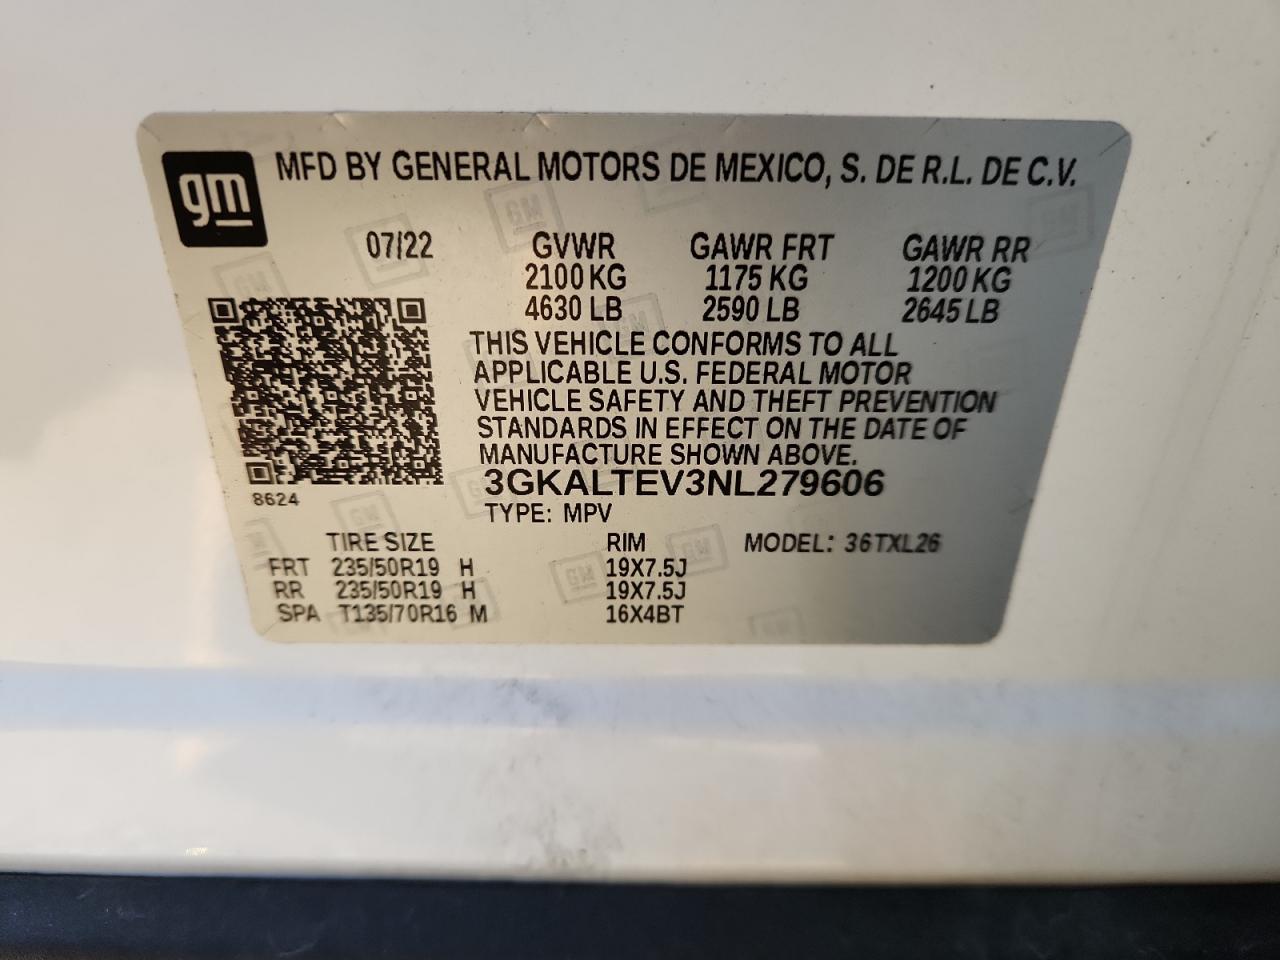 gm
MFD BY GENERAL MOTORS DE MEXICO, S. DE R.L. DE C.V.
07/22 GVWR GAWR FRT GAWR RR
2100 KG 1175 KG 1200 KG
4630 LB 2590 LB 2645 LB
THIS VEHICLE CONFORMS TO ALL
APPLICABLE U.S. FEDERAL MOTOR
VEHICLE SAFETY AND THEFT PREVENTION
STANDARDS IN EFFECT ON THE DATE OF
MANUFACTURE SHOWN ABOVE.
3GKALTEV3NL279606
8624
TYPE: MPV
TIRE SIZE RIM MODEL: 36TXL26
FRT 235/50R19 H 19X7.5J
RR 235/50R19 H 19X7.5J
SPA T135/70R16 M 16X4BT